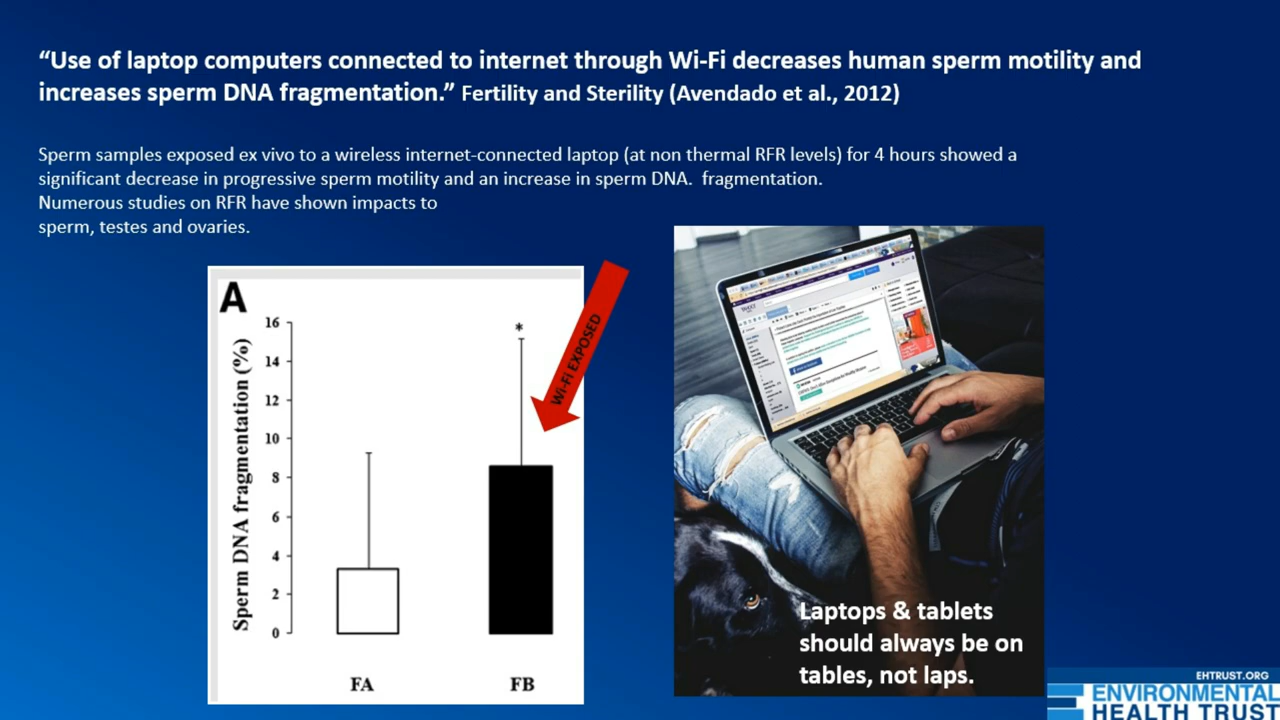 “Use of laptop computers connected to internet through Wi-Fi decreases human sperm motility and
increases sperm DNA fragmentation.” Fertility and Sterility (Avendado et al., 2012)
Sperm samples exposed ex vivo to a wireless internet-connected laptop (at non thermal RFR levels) for 4 hours showed a
significant decrease in progressive sperm motility and an increase in sperm DNA.  fragmentation.
Numerous studies on RFR have shown impacts to
sperm, testes and ovaries.
A
Sperm DNA fragmentation (%)
16
14
12
10
8
6
4
2
0
*
Wi-Fi EXPOSED
FA
FB
Laptops & tablets
should always be on
tables, not laps.
EHTRUST.ORG
ENVIRONMENTAL
HEALTH TRUST